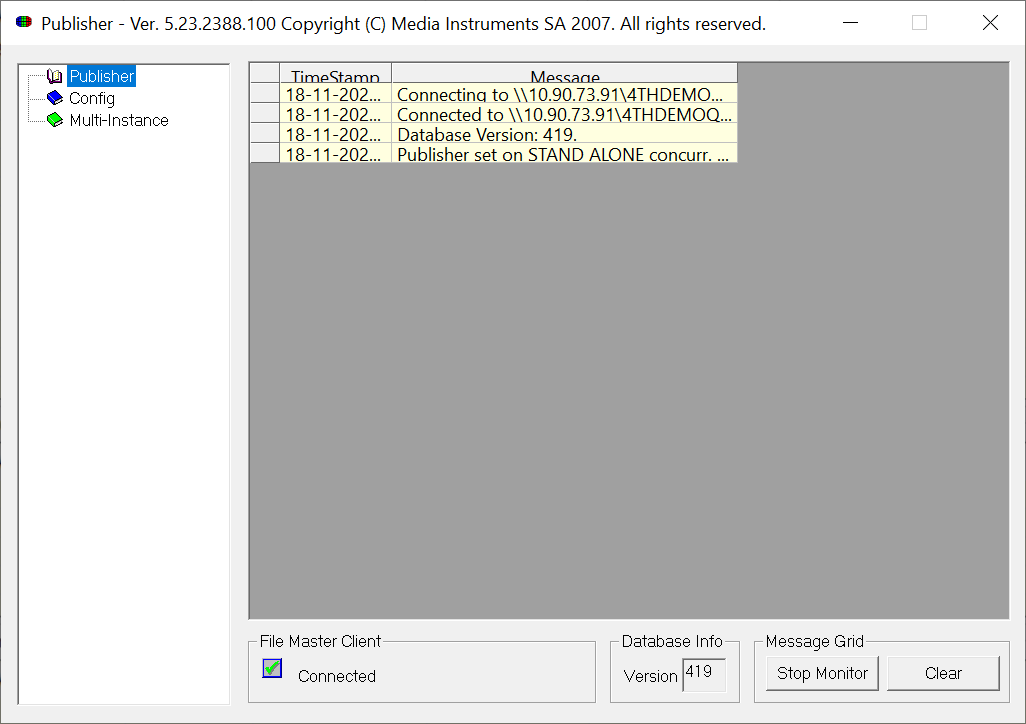 Publisher - Ver. 5.23.2388.100 Copyright (C) Media Instruments SA 2007. All rights reserved.
Publisher
Config
Multi-Instance
TimeStamp Message
18-11-202... Connecting to \\10.90.73.91\4THDEMO...
18-11-202... Connected to \\10.90.73.91\4THDEMOQ...
18-11-202... Database Version: 419.
18-11-202... Publisher set on STAND ALONE concurr. ...
File Master Client
Connected
Database Info
Version 419
Message Grid
Stop Monitor Clear